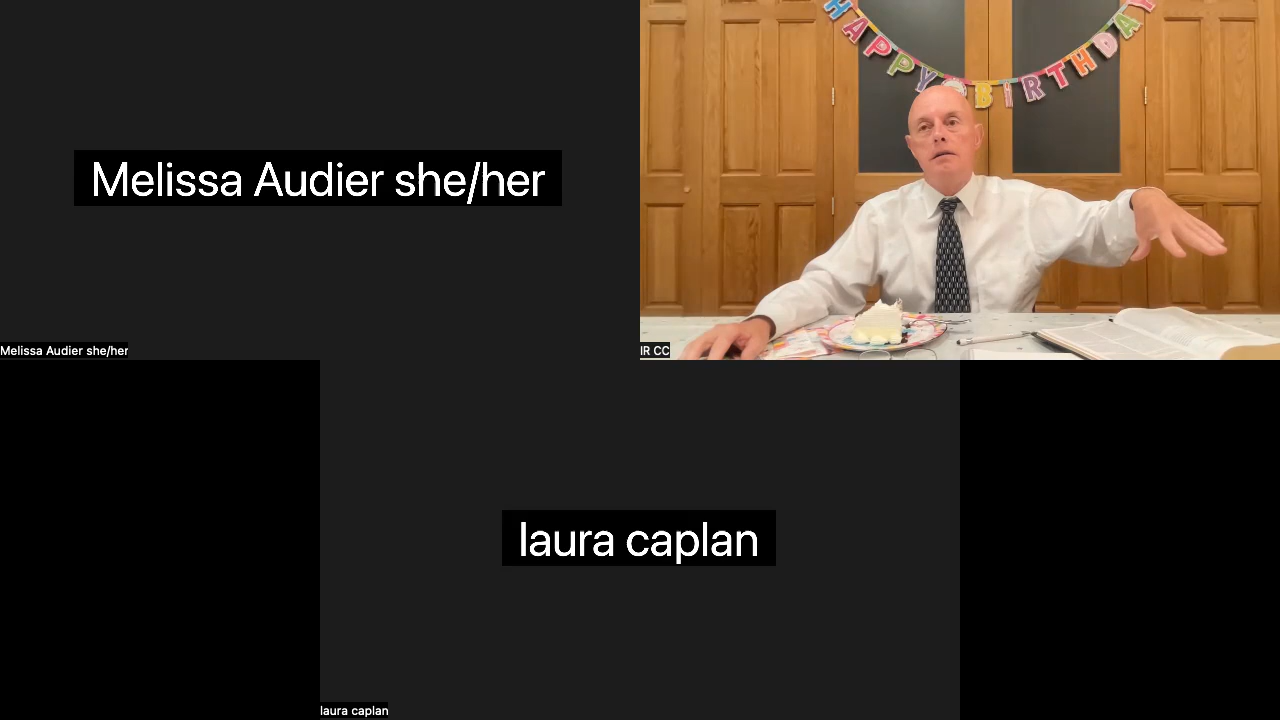 HAPPY BIRTHDAY
Melissa Audier she/her
Melissa Audier she/her
IR CC
laura caplan
laura caplan